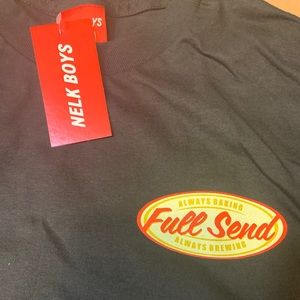 NELK BOYS
ALWAYS BAKING
Full Send
ALWAYS BREWING